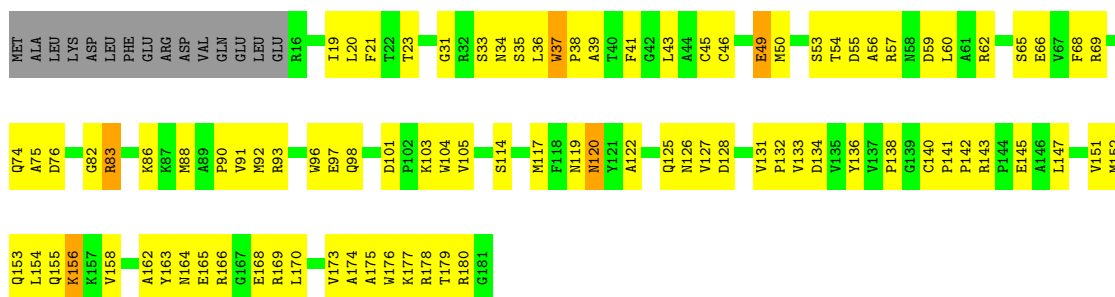 MET ALA LEU LYS ASP LEU PHE GLU ARG ASP VAL GLN GLU LEU GLU R16 I19 L20 F21 T22 T23 G31 R32 S33 N34 S35 L36 W37 P38 A39 T40 F41 G42 L43 A44 C45 C46 E49 M50 S53 T54 D55 A56 R57 N58 D59 L60 A61 R62 S65 E66 V67 F68 R69
Q74 A75 D76 G82 R83 K86 K87 M88 A89 P90 V91 M92 R93 W96 E97 Q98 D101 P102 K103 W104 V105 S114 M117 F118 N119 N120 Y121 A122 Q125 N126 V127 D128 V131 P132 V133 D134 V135 Y136 V137 P138 G139 C140 P141 P142 R143 P144 E145 A146 L147 V151 M152
Q153 L154 Q155 K156 K157 V158 A162 Y163 N164 E165 R166 G167 E168 R169 L170 V173 A174 A175 W176 K177 R178 T179 R180 G181